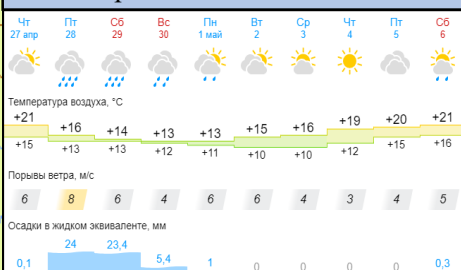 Чт Пт Сб Вс Пн Вт Ср Чт Пт Сб
27 апр 28 29 30 1 май 2 3 4 5 6
Температура воздуха, °C
+21 +16 +14 +13 +13 +15 +16 +19 +20 +21
+15 +13 +13 +12 +11 +10 +10 +12 +15 +16
Порывы ветра, м/с
6 8 6 4 6 6 4 3 4 5
Осадки в жидком эквиваленте, мм
0,1 24 23,4 5,4 1 0 0 0 0 0,3